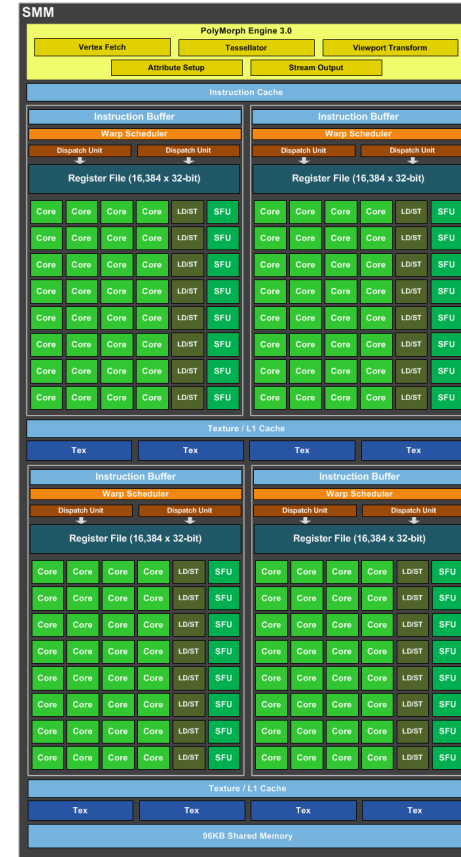 SMM
PolyMorph Engine 3.0
Vertex Fetch Tessellator Viewport Transform
Attribute Setup Stream Output
Instruction Cache
Instruction Buffer Instruction Buffer
Warp Scheduler Warp Scheduler
Dispatch Unit Dispatch Unit Dispatch Unit Dispatch Unit
Register File (16,384 x 32-bit) Register File (16,384 x 32-bit)
Core Core Core Core LD/ST SFU Core Core Core Core LD/ST SFU
Core Core Core Core LD/ST SFU Core Core Core Core LD/ST SFU
Core Core Core Core LD/ST SFU Core Core Core Core LD/ST SFU
Core Core Core Core LD/ST SFU Core Core Core Core LD/ST SFU
Core Core Core Core LD/ST SFU Core Core Core Core LD/ST SFU
Core Core Core Core LD/ST SFU Core Core Core Core LD/ST SFU
Core Core Core Core LD/ST SFU Core Core Core Core LD/ST SFU
Core Core Core Core LD/ST SFU Core Core Core Core LD/ST SFU
Texture / L1 Cache
Tex Tex Tex Tex
Instruction Buffer Instruction Buffer
Warp Scheduler Warp Scheduler
Dispatch Unit Dispatch Unit Dispatch Unit Dispatch Unit
Register File (16,384 x 32-bit) Register File (16,384 x 32-bit)
Core Core Core Core LD/ST SFU Core Core Core Core LD/ST SFU
Core Core Core Core LD/ST SFU Core Core Core Core LD/ST SFU
Core Core Core Core LD/ST SFU Core Core Core Core LD/ST SFU
Core Core Core Core LD/ST SFU Core Core Core Core LD/ST SFU
Core Core Core Core LD/ST SFU Core Core Core Core LD/ST SFU
Core Core Core Core LD/ST SFU Core Core Core Core LD/ST SFU
Core Core Core Core LD/ST SFU Core Core Core Core LD/ST SFU
Core Core Core Core LD/ST SFU Core Core Core Core LD/ST SFU
Texture / L1 Cache
Tex Tex Tex Tex
96KB Shared Memory